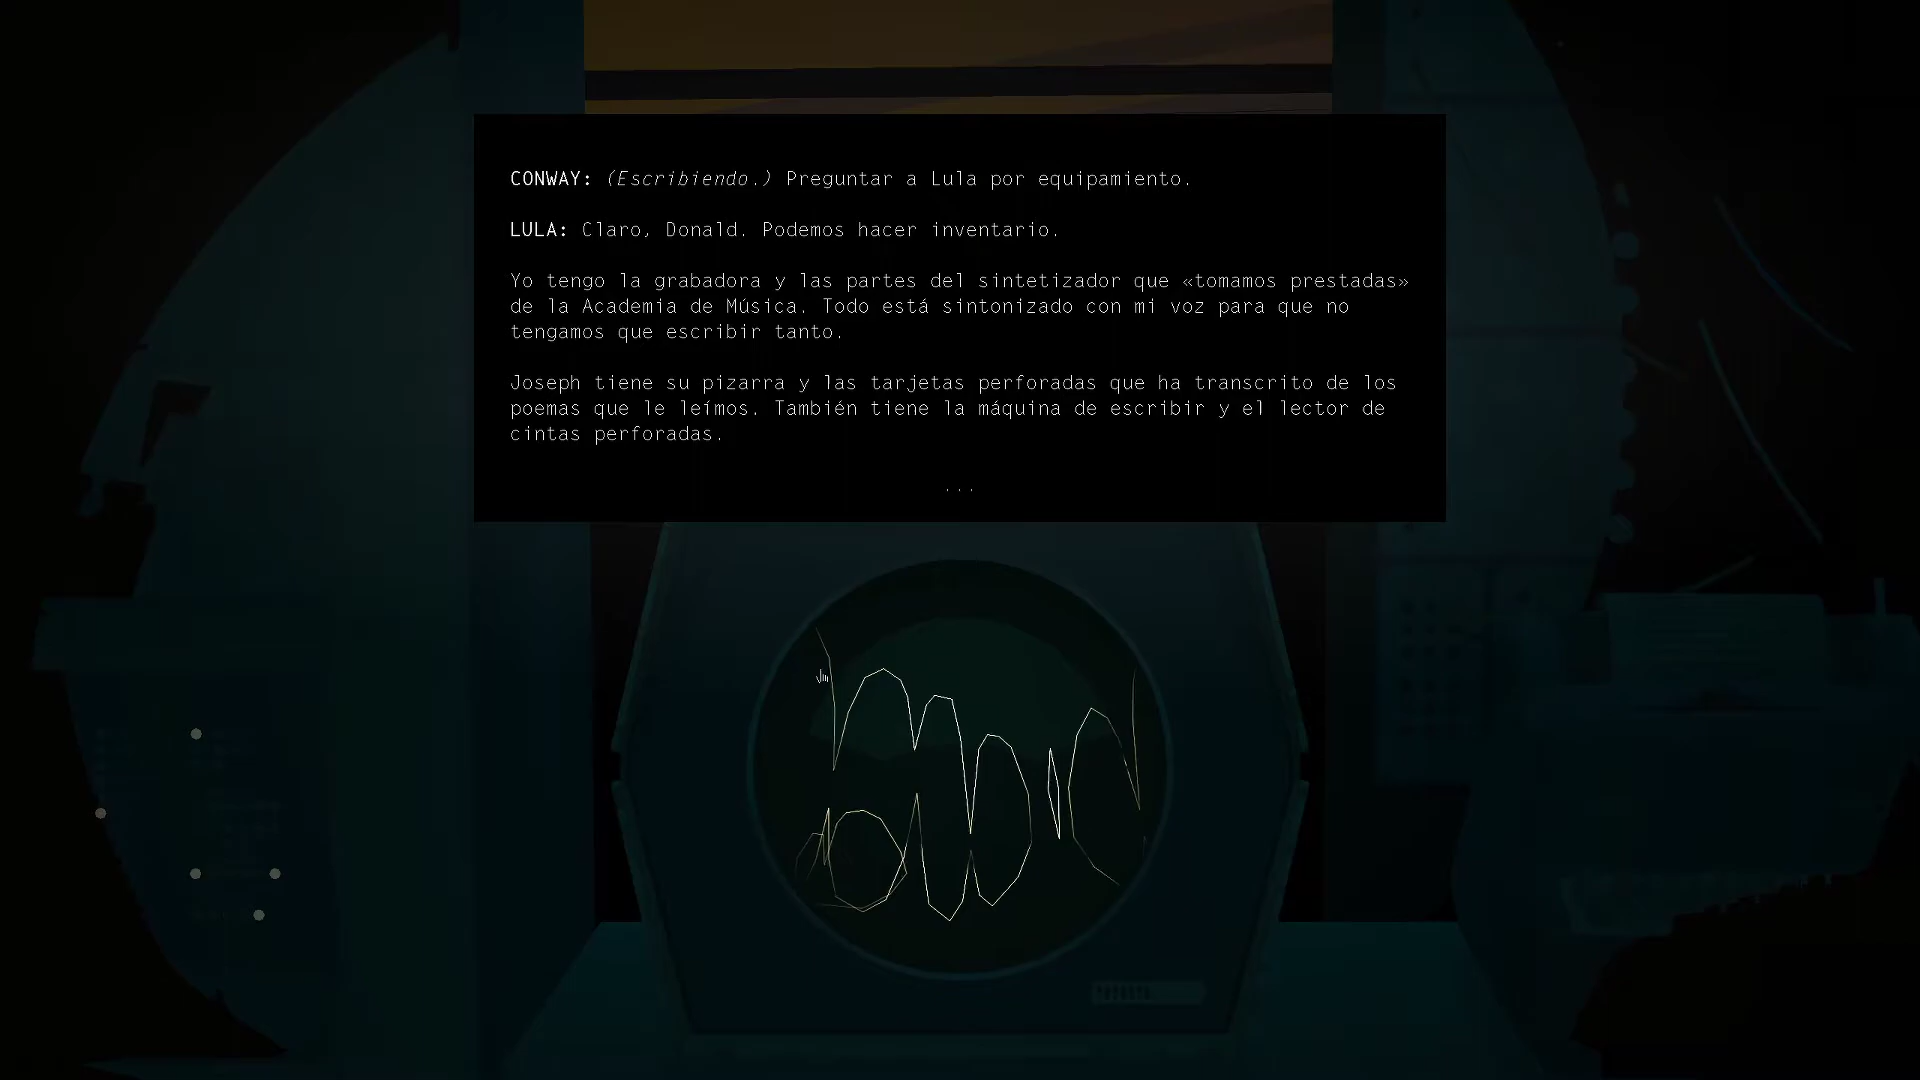 CONWAY: (Escribiendo.) Preguntar a Lula por equipamiento.
LULA: Claro, Donald. Podemos hacer inventario.
Yo tengo la grabadora y las partes del sintetizador que «tomamos prestadas»
de la Academia de Música. Todo está sintonizado con mi voz para que no
tengamos que escribir tanto.
Joseph tiene su pizarra y las tarjetas perforadas que ha transcrito de los
poemas que le leímos. También tiene la máquina de escribir y el lector de
cintas perforadas.
...